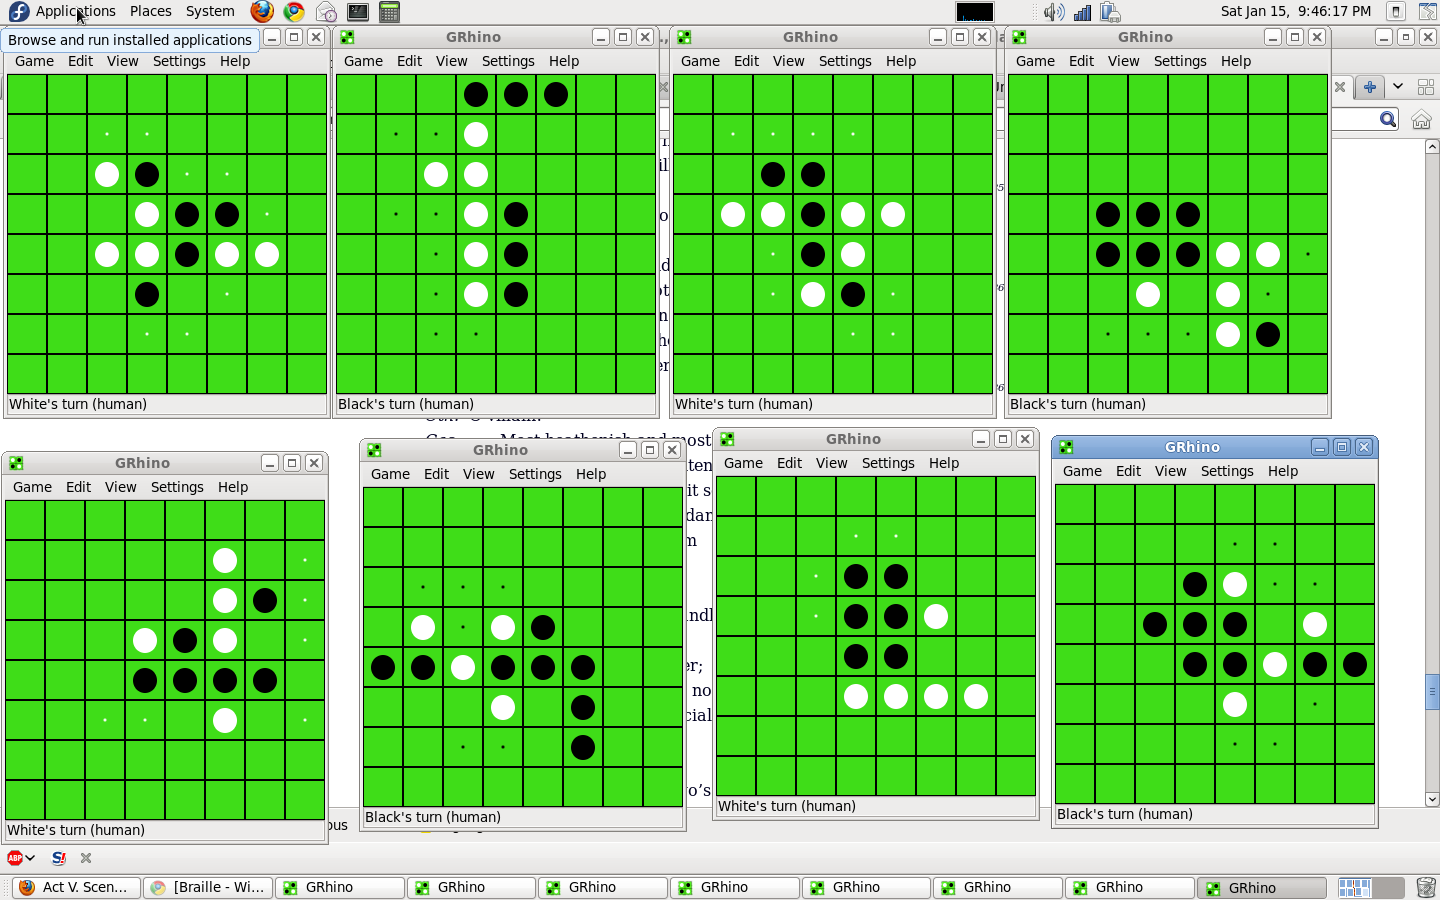 Applications Places System Sat Jan 15, 9:46:17 PM
Browse and run installed applications
GRhino
GRhino
GRhino
Game Edit View Settings Help
Game Edit View Settings Help
Game Edit View Settings Help
Game Edit View Settings Help
White's turn (human)
Black's turn (human)
White's turn (human)
Black's turn (human)
Most heathenish and most
GRhino
GRhino
GRhino
GRhino
Game Edit View Settings Help
Game Edit View Settings Help
Game Edit View Settings Help
Game Edit View Settings Help
White's turn (human)
Black's turn (human)
White's turn (human)
Black's turn (human)
ABP S!
Act V. Scen... [Braille - Wi... GRhino GRhino GRhino GRhino GRhino GRhino GRhino GRhino